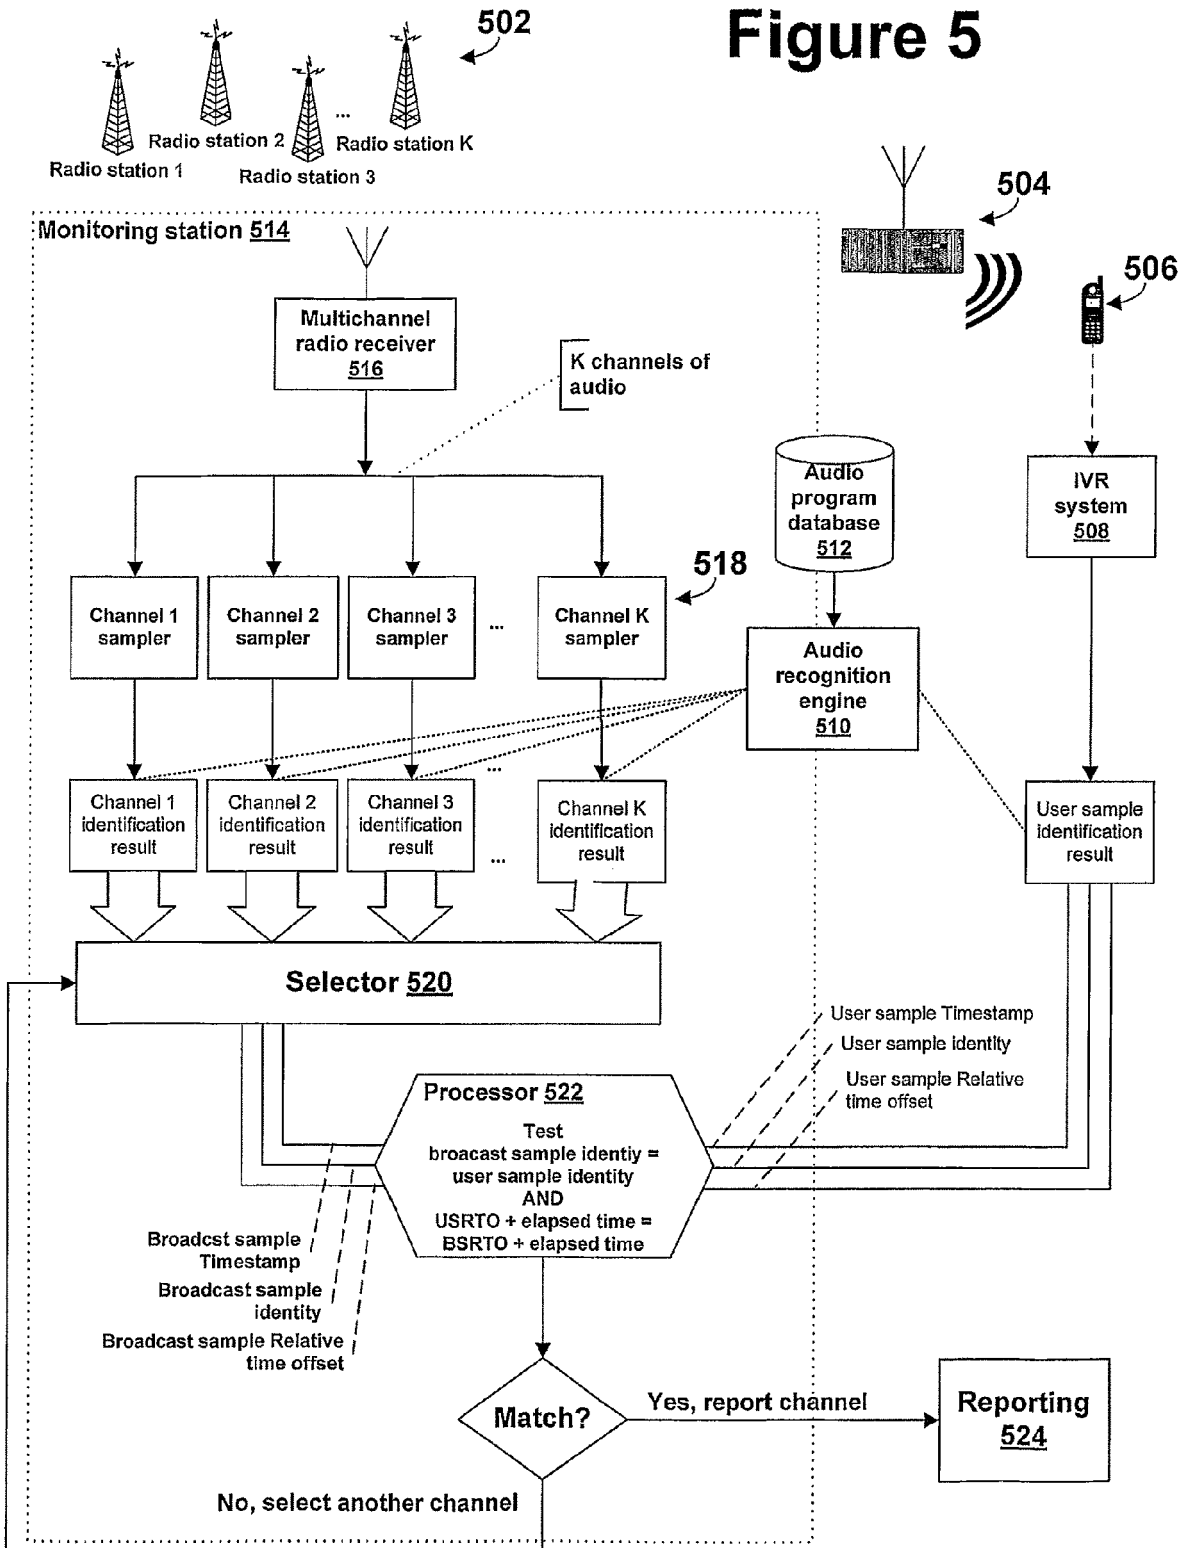 Figure 5
502
Radio station 1
Radio station 2
Radio station 3
...
Radio station K
504
506
Monitoring station 514
Multichannel
radio receiver
516
K channels of
audio
Audio
program
database
512
IVR
system
508
518
Channel 1
sampler
Channel 2
sampler
Channel 3
sampler
...
Channel K
sampler
Audio
recognition
engine
510
...
Channel 1
identification
result
Channel 2
identification
result
Channel 3
identification
result
...
Channel K
identification
result
User sample
identification
result
Selector 520
User sample Timestamp
User sample identity
User sample Relative
time offset
Processor 522
Test
broacast sample identiy =
user sample identity
AND
USRTO + elapsed time =
BSRTO + elapsed time
Broadcst sample
Timestamp
Broadcast sample
identity
Broadcast sample Relative
time offset
Match?
Yes, report channel
Reporting
524
No, select another channel